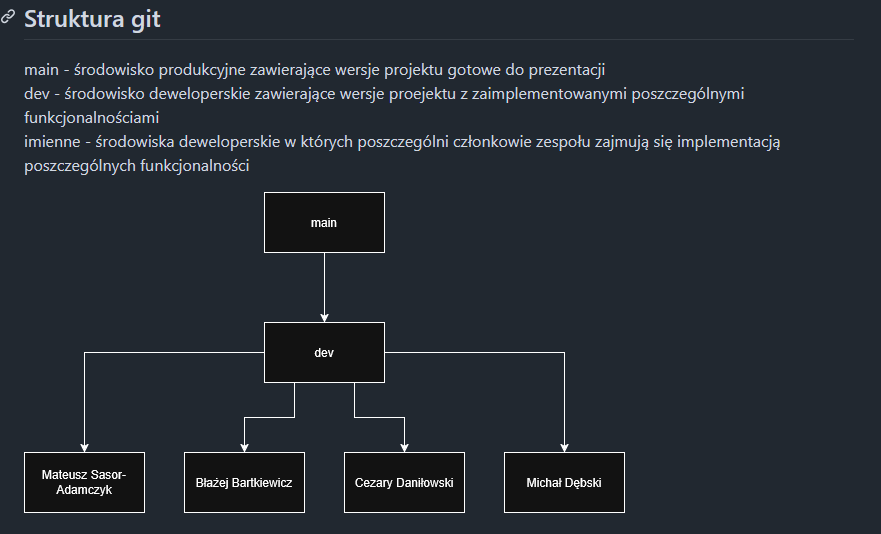 Struktura git
main - środowisko produkcyjne zawierające wersje projektu gotowe do prezentacji
dev - środowisko deweloperskie zawierające wersje proejektu z zaimplementowanymi poszczególnymi
funkcjonalnościami
imienne - środowiska deweloperskie w których poszczególni członkowie zespołu zajmują się implementacją
poszczególnych funkcjonalności
main
dev
Mateusz Sasor-
Adamczyk
Błażej Bartkiewicz
Cezary Daniłowski
Michał Dębski